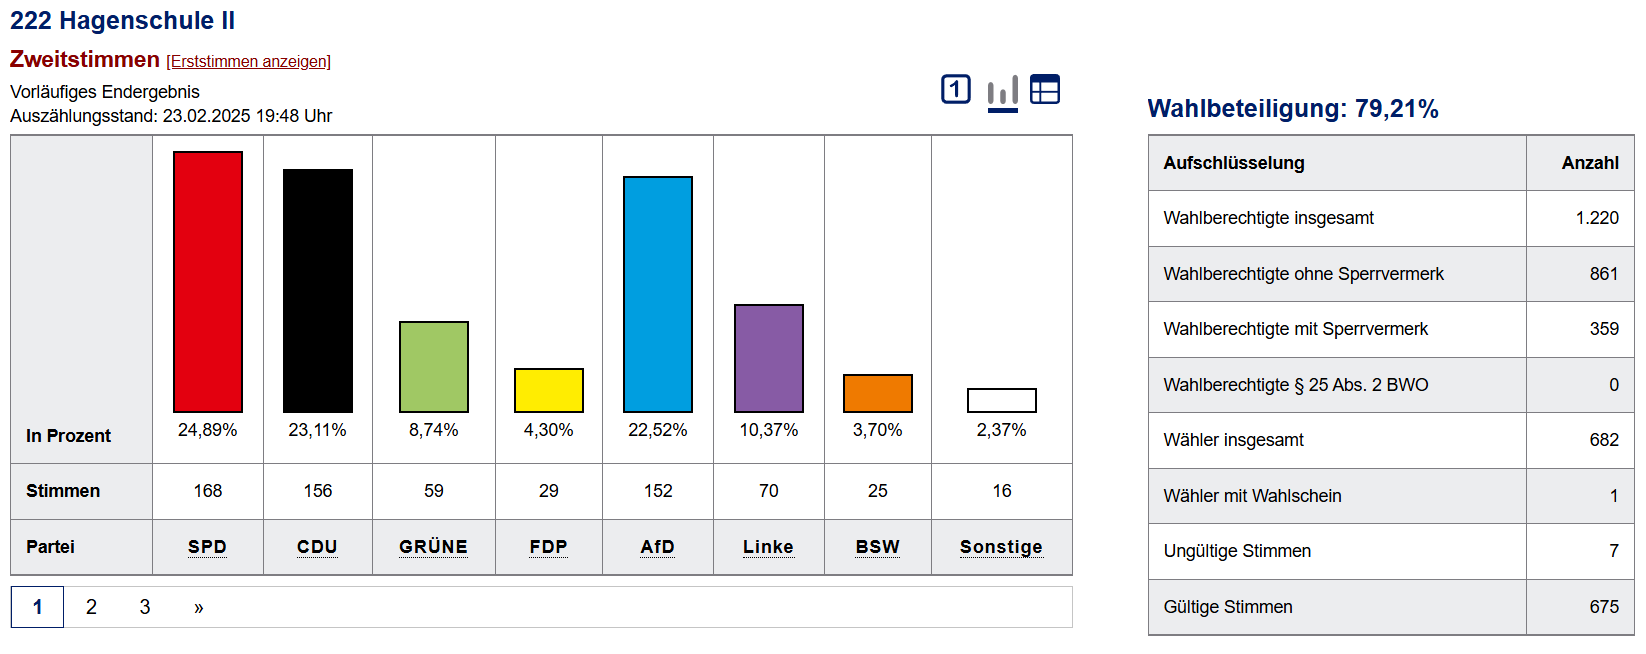 222 Hagenschule II
Zweitstimmen [Erststimmen anzeigen]
Vorläufiges Endergebnis
Auszählungsstand: 23.02.2025 19:48 Uhr
1
In Prozent 24,89% 23,11% 8,74% 4,30% 22,52% 10,37% 3,70% 2,37%
Stimmen 168 156 59 29 152 70 25 16
Partei SPD CDU GRÜNE FDP AfD Linke BSW Sonstige
1 2 3 »
Wahlbeteiligung: 79,21%
Aufschlüsselung Anzahl
Wahlberechtigte insgesamt 1.220
Wahlberechtigte ohne Sperrvermerk 861
Wahlberechtigte mit Sperrvermerk 359
Wahlberechtigte § 25 Abs. 2 BWO 0
Wähler insgesamt 682
Wähler mit Wahlschein 1
Ungültige Stimmen 7
Gültige Stimmen 675